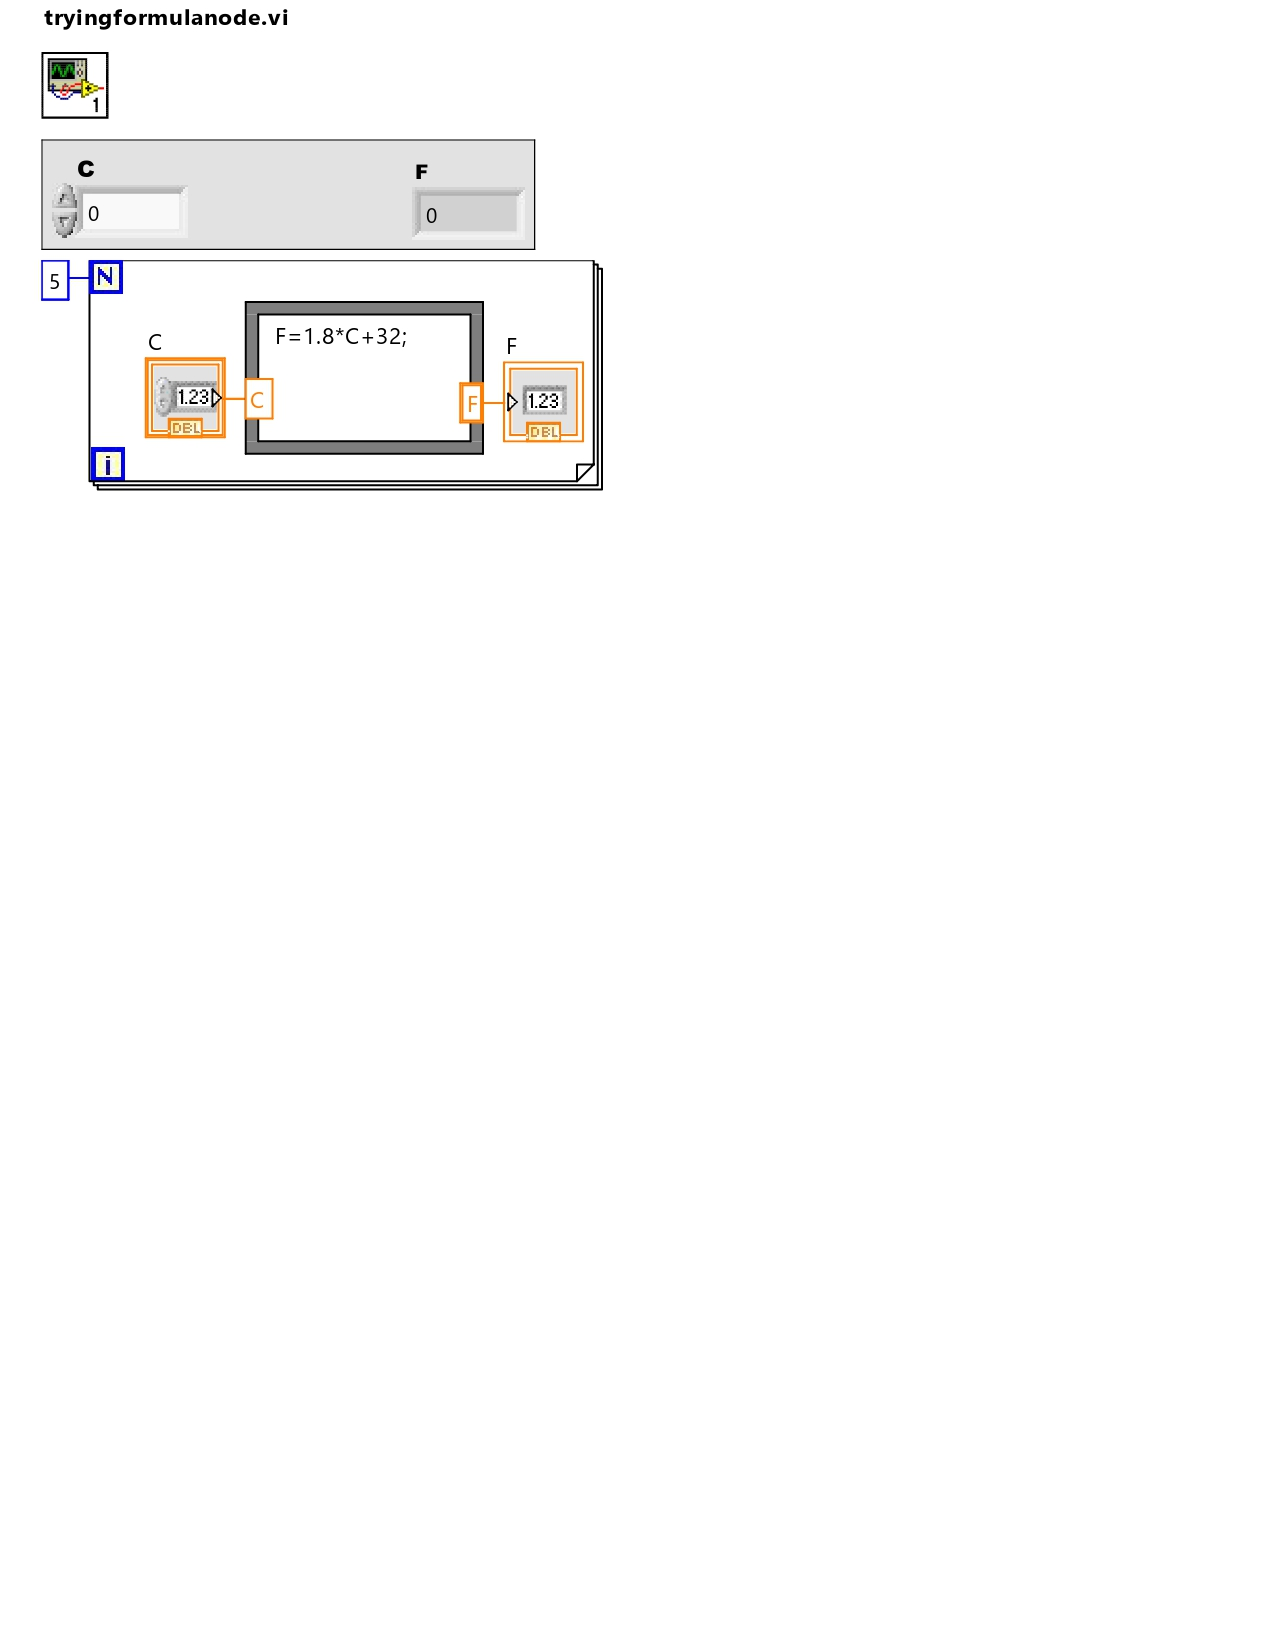 tryingformulanode.vi
1
C
F
0
0
5
N
F=1.8*C+32;
C
F
1.23
C
F
1.23
DBL
DBL
i